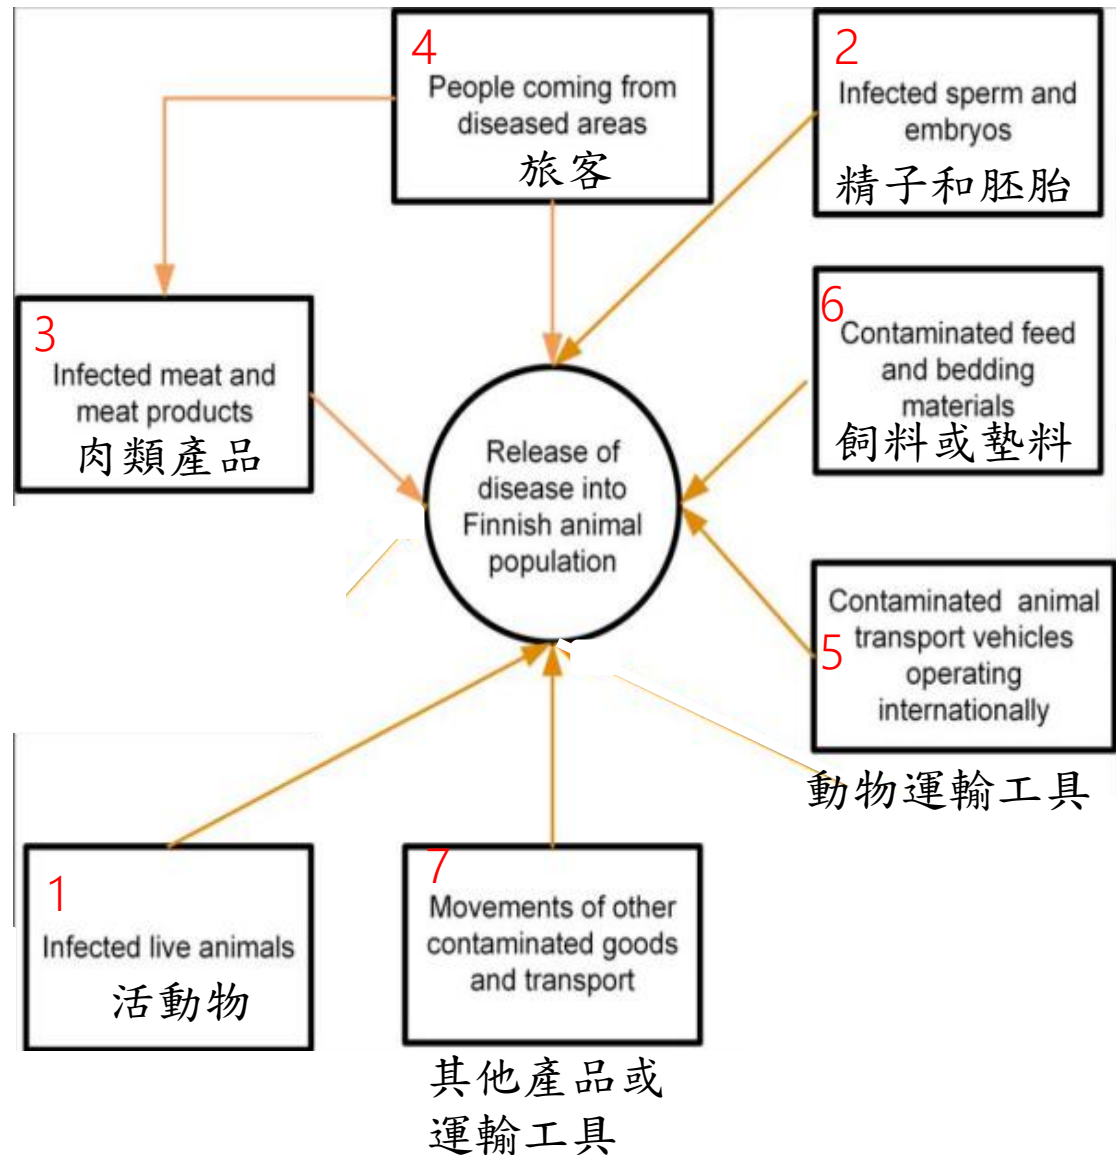 4
People coming from
diseased areas
旅客
2
Infected sperm and
embryos
精子和胚胎
3
Infected meat and
meat products
肉類產品
6
Contaminated feed
and bedding
materials
飼料或墊料
Release of
disease into
Finnish animal
population
5
Contaminated animal
transport vehicles
operating
internationally
動物運輸工具
1
Infected live animals
活動物
7
Movements of other
contaminated goods
and transport
其他產品或
運輸工具